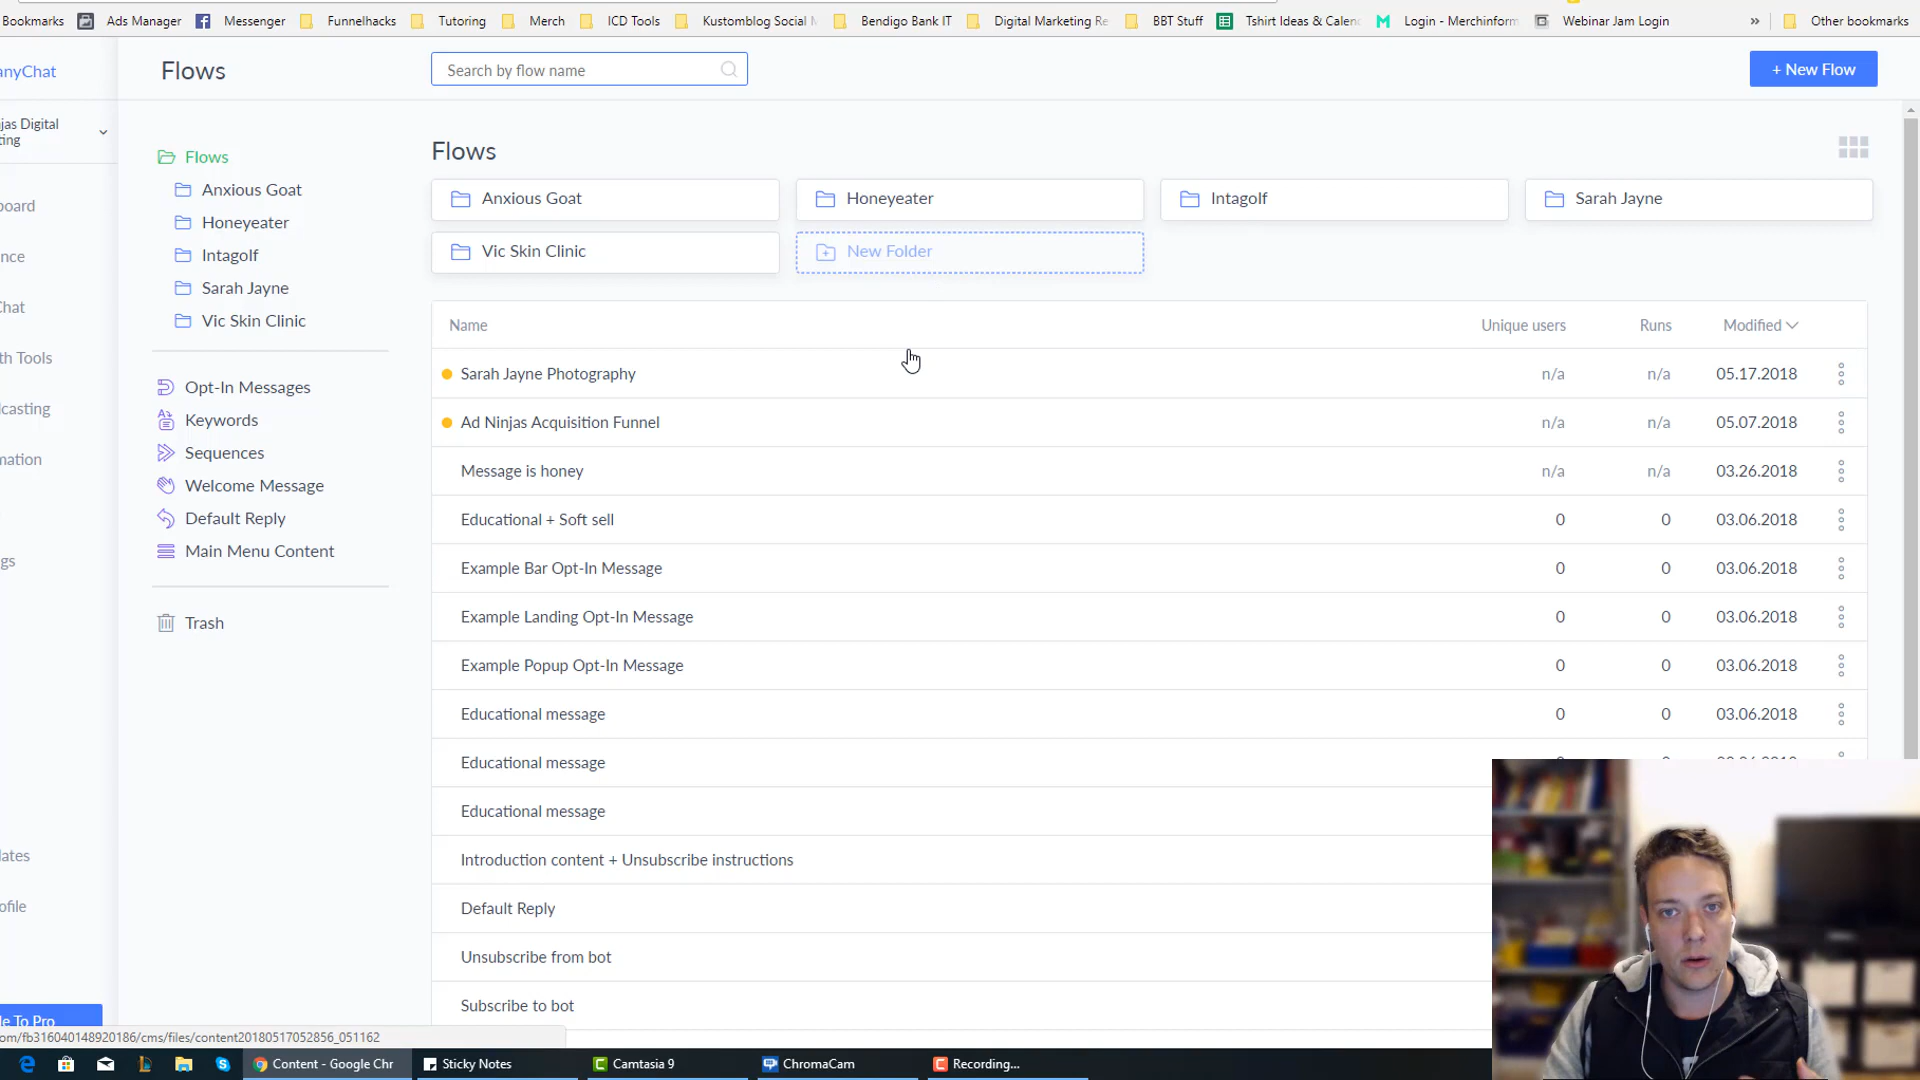 Bookmarks Ads Manager Messenger Funnelhacks Tutoring Merch ICD Tools Kustomblog Social Bendigo Bank IT Digital Marketing Re BBT Stuff Tshirt Ideas & Calen Login - Merchinform Webinar Jam Login » Other bookmarks
anyChat
Flows
Search by flow name
+ New Flow
jas Digital
ting
Flows
Anxious Goat
Honeyeater
Intagolf
Sarah Jayne
Vic Skin Clinic
Opt-In Messages
Keywords
Sequences
Welcome Message
Default Reply
Main Menu Content
Trash
board
nce
Chat
th Tools
casting
mation
gs
lates
ofile
le To Pro
Flows
Anxious Goat Honeyeater Intagolf Sarah Jayne
Vic Skin Clinic New Folder
Name Unique users Runs Modified
Sarah Jayne Photography n/a n/a 05.17.2018
Ad Ninjas Acquisition Funnel n/a n/a 05.07.2018
Message is honey n/a n/a 03.26.2018
Educational + Soft sell 0 0 03.06.2018
Example Bar Opt-In Message 0 0 03.06.2018
Example Landing Opt-In Message 0 0 03.06.2018
Example Popup Opt-In Message 0 0 03.06.2018
Educational message 0 0 03.06.2018
Educational message
Educational message
Introduction content + Unsubscribe instructions
Default Reply
Unsubscribe from bot
Subscribe to bot
om/fb316040148920186/cms/files/content20180517052856_051162
Content - Google Chr Sticky Notes Camtasia 9 ChromaCam Recording...